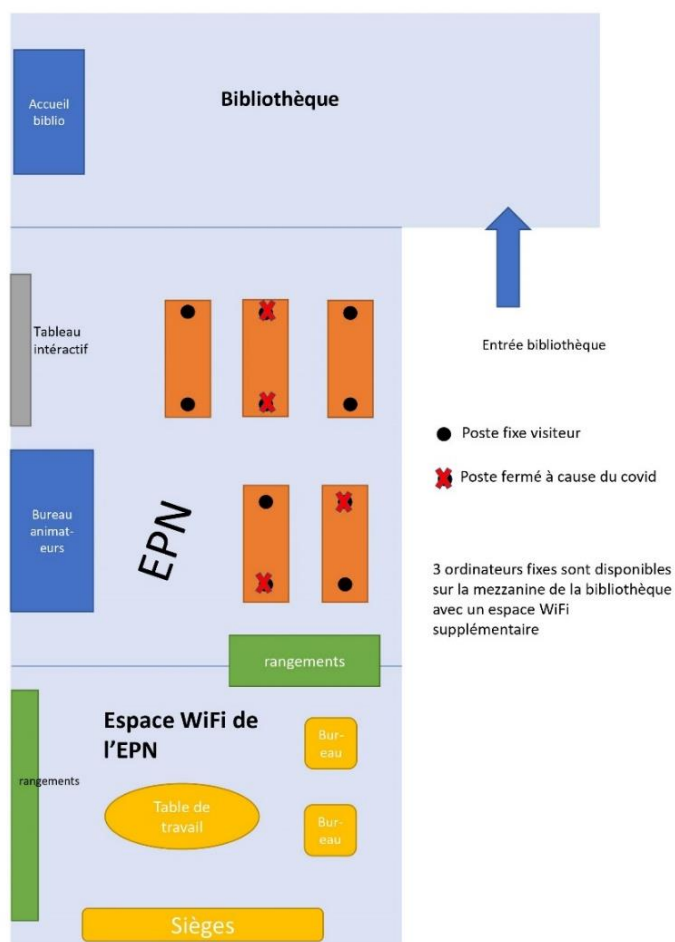 Bibliothèque
Accueil
biblio
Tableau
intéractif
Entrée bibliothèque
Poste fixe visiteur
Poste fermé à cause du covid
Bureau
animat-
eurs
EPN
3 ordinateurs fixes sont disponibles
sur la mezzanine de la bibliothèque
avec un espace WiFi
supplémentaire
rangements
Espace WiFi de
l’EPN
Bur-
eau
rangements
Table de
travail
Bur-
eau
Sièges